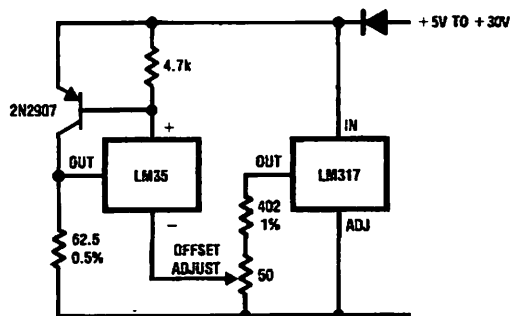 +5V TO +30V
4.7k
2N2907
+
IN
OUT
LM35
OUT
LM317
–
402
1%
ADJ
62.5
0.5%
OFFSET
ADJUST
50